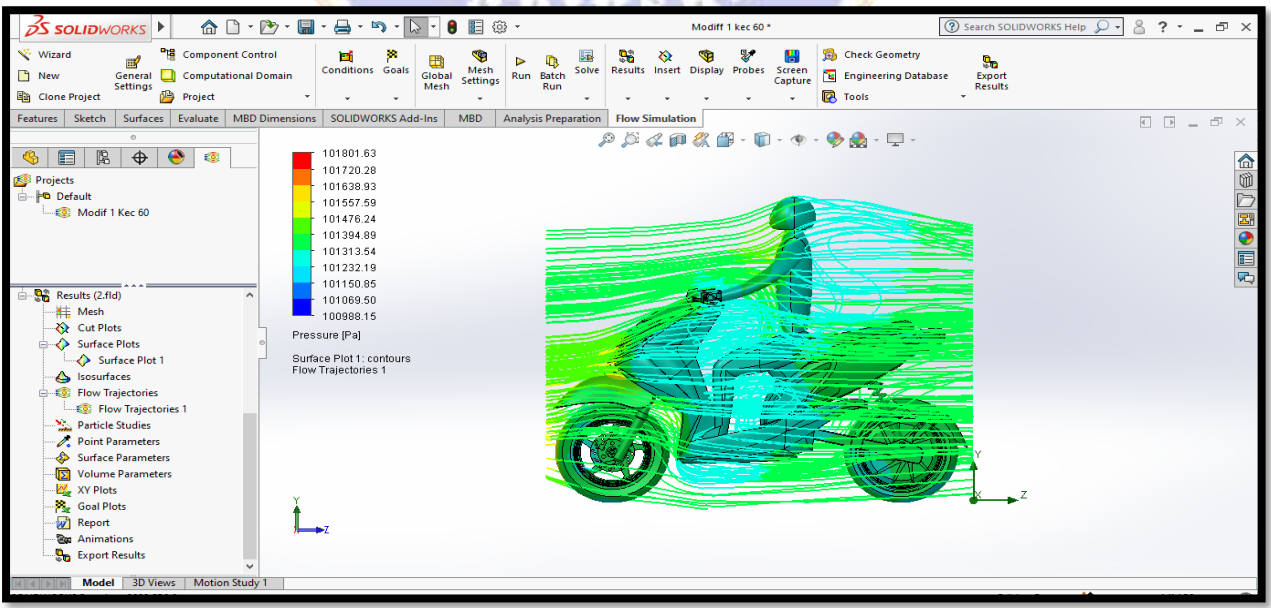 SOLIDWORKS
Modiff 1 kec 60 *
Search SOLIDWORKS Help
?
Wizard
New
Clone Project
General Settings
Component Control
Computational Domain
Project
Conditions
Goals
Global Mesh
Mesh Settings
Run
Batch Run
Solve
Results
Insert
Display
Probes
Screen Capture
Check Geometry
Engineering Database
Tools
Export Results
Features
Sketch
Surfaces
Evaluate
MBD Dimensions
SOLIDWORKS Add-Ins
MBD
Analysis Preparation
Flow Simulation
Projects
Default
Modif 1 Kec 60
Results (2.fld)
Mesh
Cut Plots
Surface Plots
Surface Plot 1
Isosurfaces
Flow Trajectories
Flow Trajectories 1
Particle Studies
Point Parameters
Surface Parameters
Volume Parameters
XY Plots
Goal Plots
Report
Animations
Export Results
101801.63
101720.28
101638.93
101557.59
101476.24
101394.89
101313.54
101232.19
101150.85
101069.50
100988.15
Pressure [Pa]
Surface Plot 1: contours
Flow Trajectories 1
Y
Z
Y
X
Z
Model
3D Views
Motion Study 1